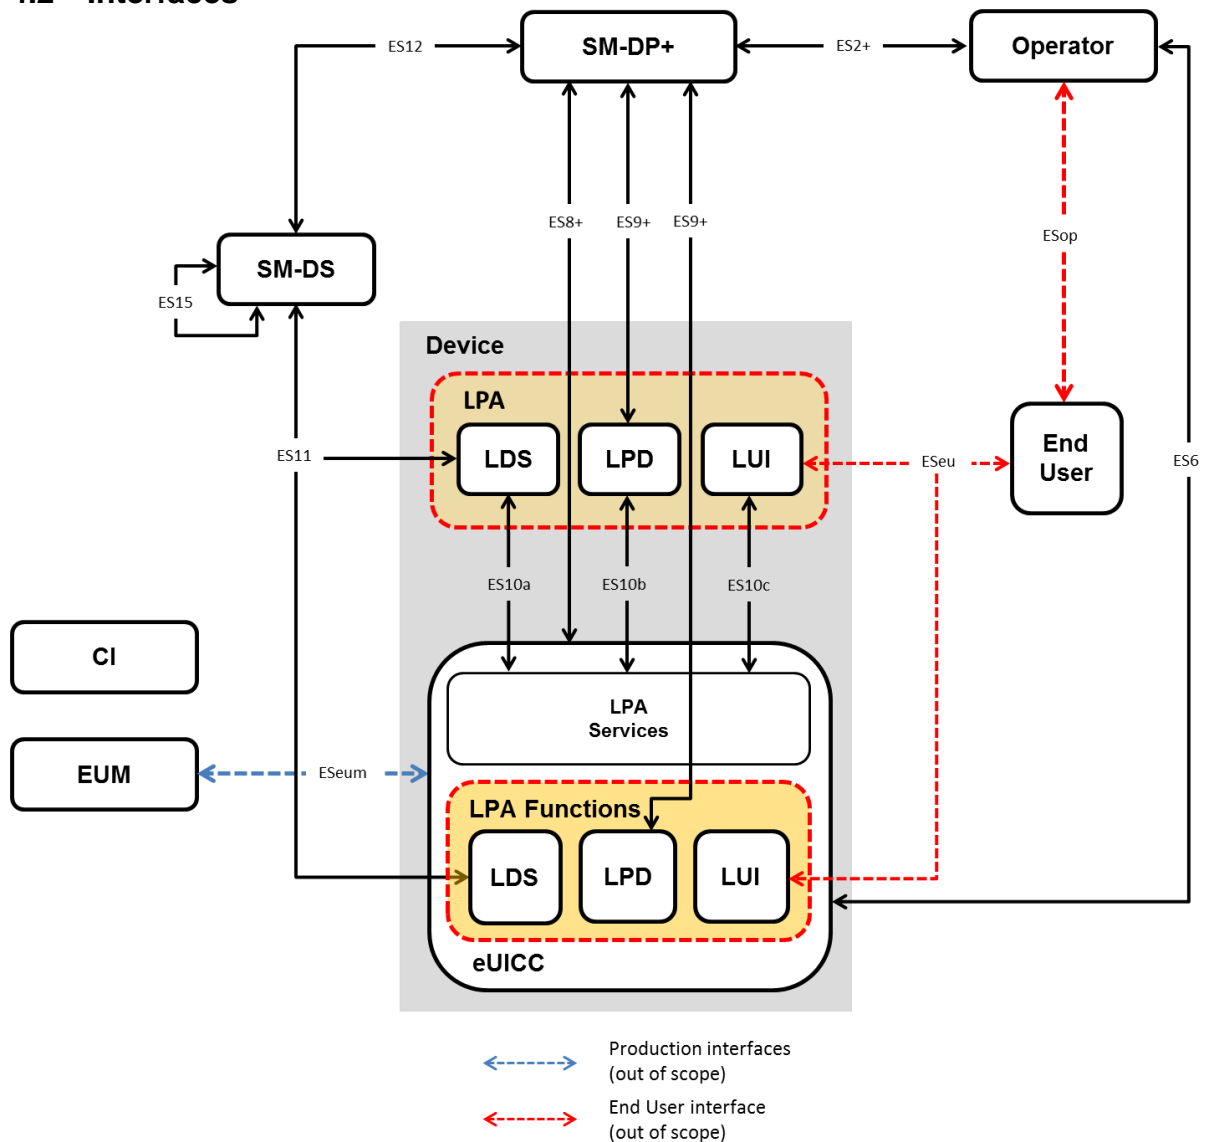 Interfaces
ES12
SM-DP+
ES2+
Operator
ES8+
ES9+
ES9+
ESop
SM-DS
ES15
Device
LPA
LDS
LPD
LUI
ES11
ESeu
End
User
ES6
ES10a
ES10b
ES10c
CI
LPA
Services
EUM
ESeum
LPA Functions
LDS
LPD
LUI
eUICC
Production interfaces
(out of scope)
End User interface
(out of scope)